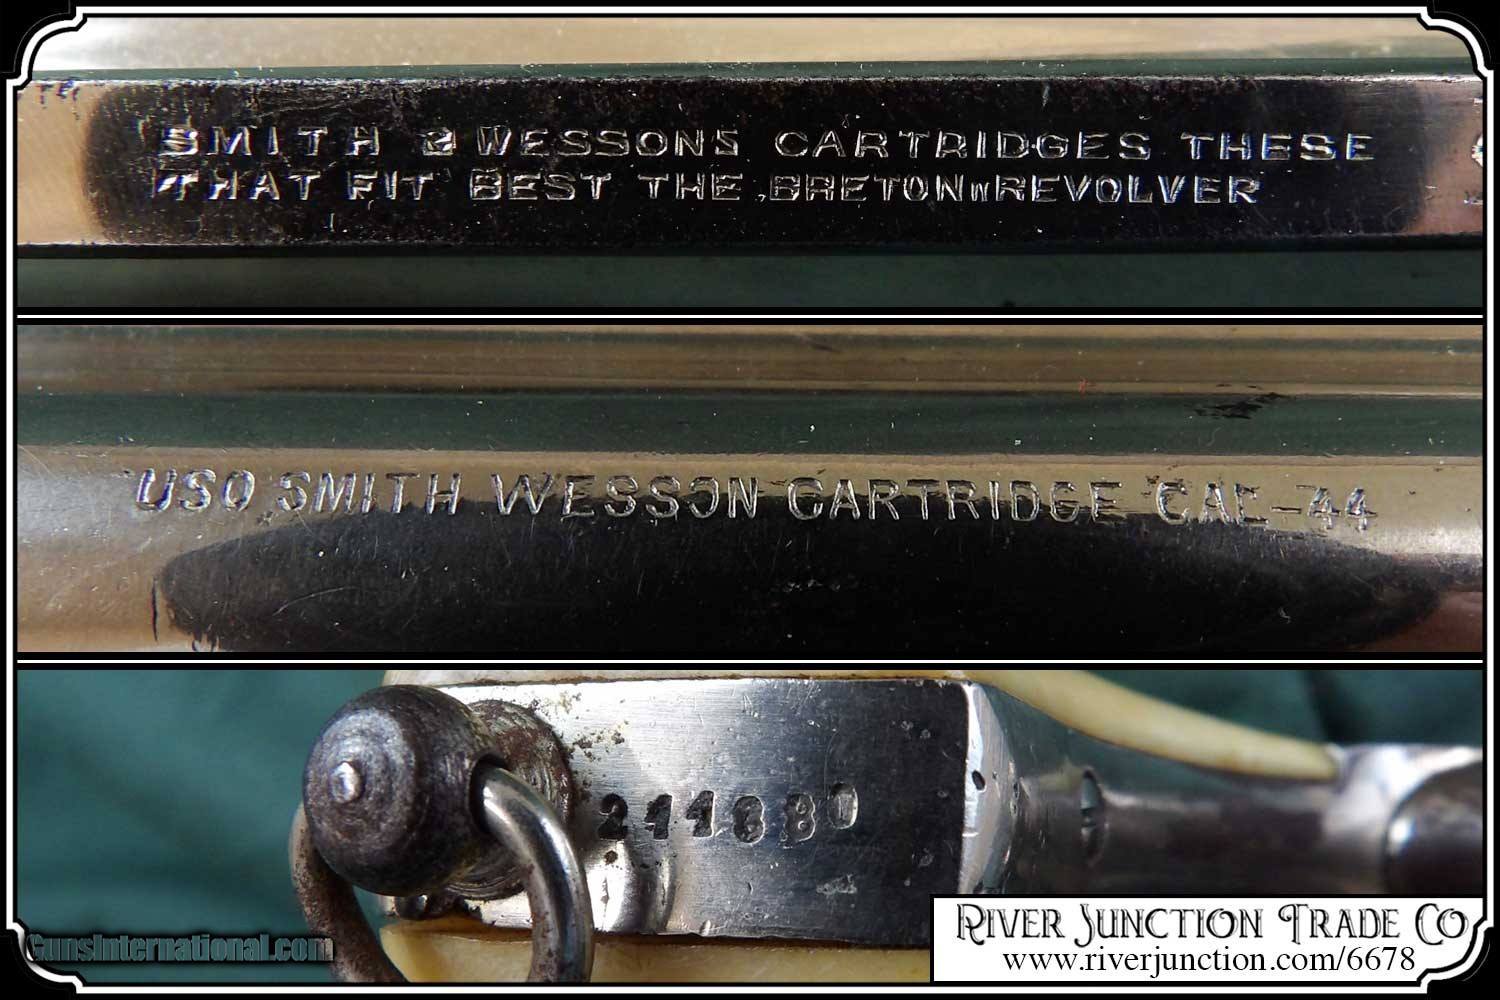 SMITH & WESSONS CARTRIDGES THESE
THAT FIT BEST THE „BRETON" REVOLVER
USO SMITH WESSON CARTRIDGE CAL-44
GunsInternational.com
RIVER JUNCTION TRADE CO
www.riverjunction.com/6678